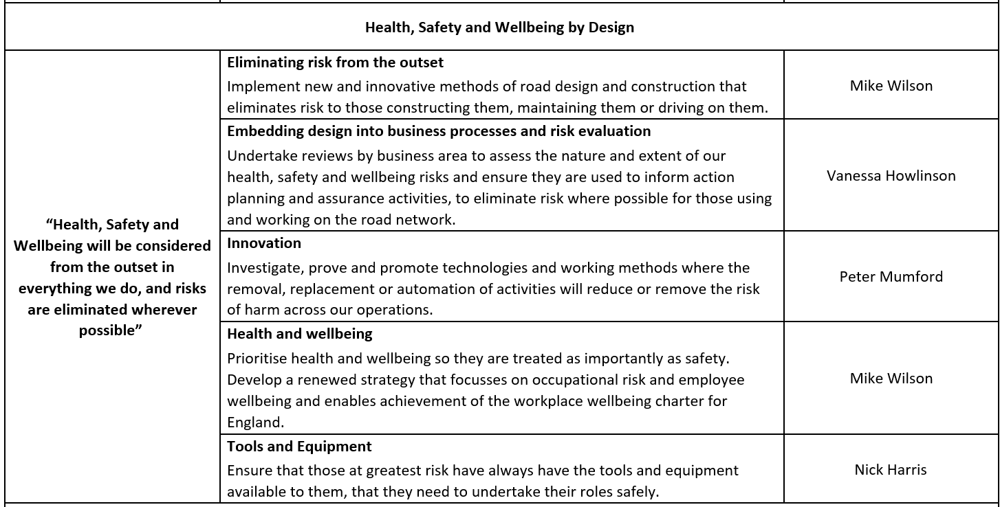 Health, Safety and Wellbeing by Design
“Health, Safety and
Wellbeing will be considered
from the outset in
everything we do, and risks
are eliminated wherever
possible”
Eliminating risk from the outset
Implement new and innovative methods of road design and construction that
eliminates risk to those constructing them, maintaining them or driving on them.
Mike Wilson
Embedding design into business processes and risk evaluation
Undertake reviews by business area to assess the nature and extent of our
health, safety and wellbeing risks and ensure they are used to inform action
planning and assurance activities, to eliminate risk where possible for those using
and working on the road network.
Vanessa Howlinson
Innovation
Investigate, prove and promote technologies and working methods where the
removal, replacement or automation of activities will reduce or remove the risk
of harm across our operations.
Peter Mumford
Health and wellbeing
Prioritise health and wellbeing so they are treated as importantly as safety.
Develop a renewed strategy that focusses on occupational risk and employee
wellbeing and enables achievement of the workplace wellbeing charter for
England.
Mike Wilson
Tools and Equipment
Ensure that those at greatest risk have always have the tools and equipment
available to them, that they need to undertake their roles safely.
Nick Harris